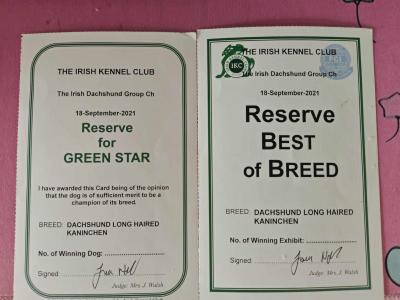 THE IRISH KENNEL CLUB
The Irish Dachshund Group Ch
18-September-2021
Reserve
for
GREEN STAR
I have awarded this Card being of the opinion
that the dog is of sufficient merit to be a
champion of its breed.
BREED: DACHSHUND LONG HAIRED
KANINCHEN
No. of Winning Dog: ....................
Signed:
Judge: Mrs J. Walsh
THE IRISH KENNEL CLUB
IKC
FCI
The Irish Dachshund Group Ch
18-September-2021
Reserve
BEST
of BREED
BREED: DACHSHUND LONG HAIRED
KANINCHEN
No. of Winning Exhibit: ....................
Signed:
Judge: Mrs J. Walsh